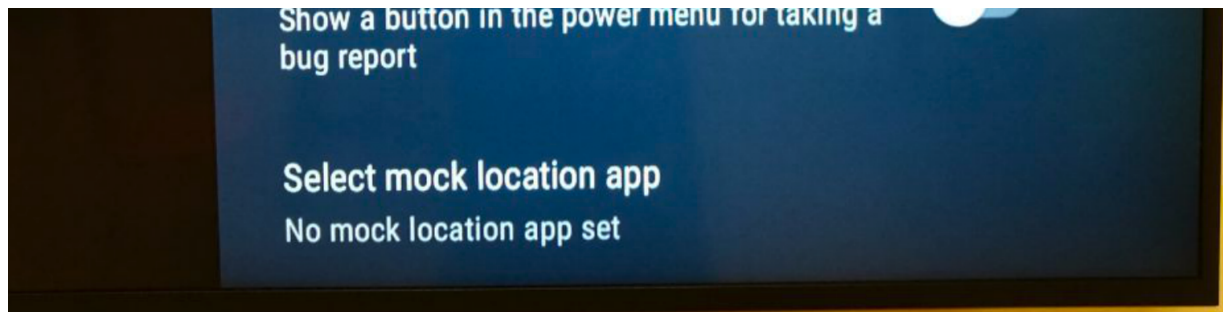 Show a button in the power menu for taking a
bug report
Select mock location app
No mock location app set